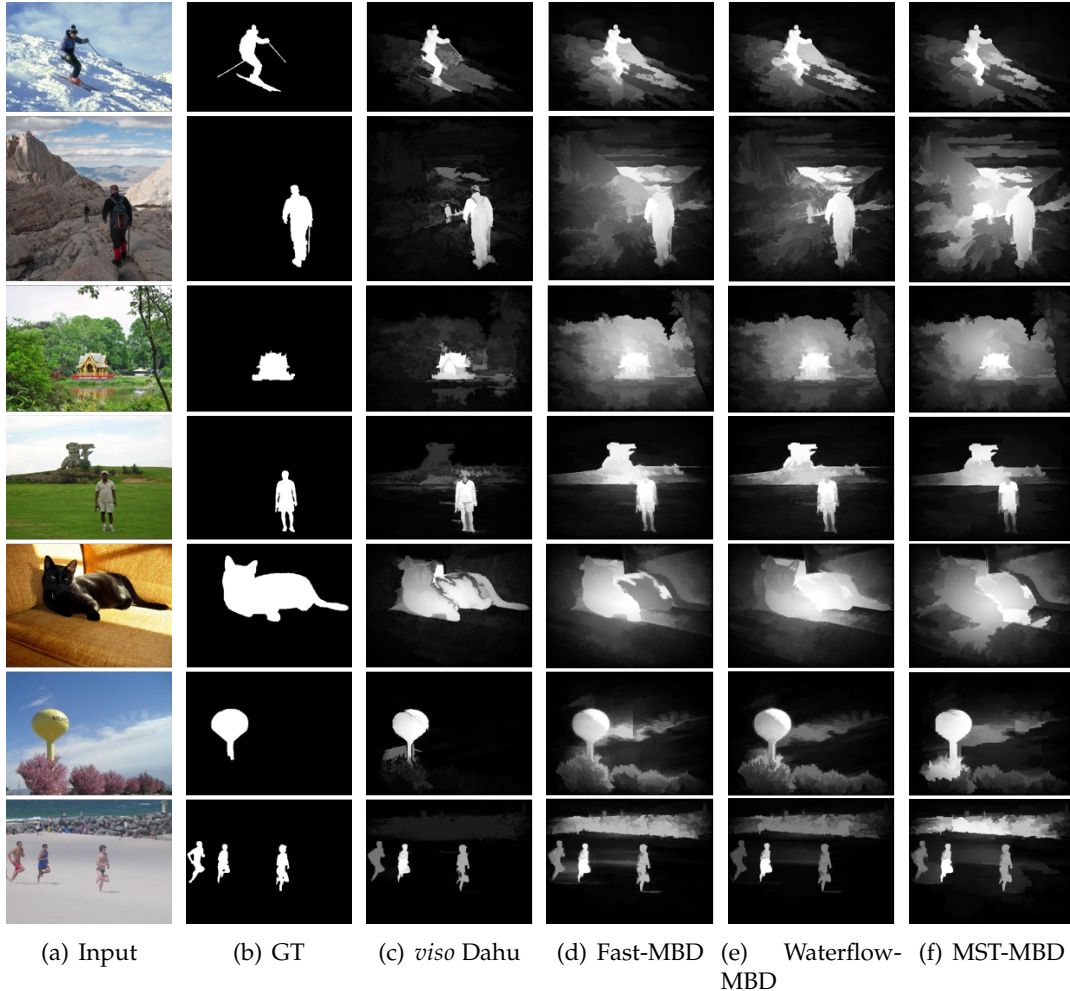 (a) Input
(b) GT
(c) viso Dahu
(d) Fast-MBD
(e) Waterflow-
MBD
(f) MST-MBD